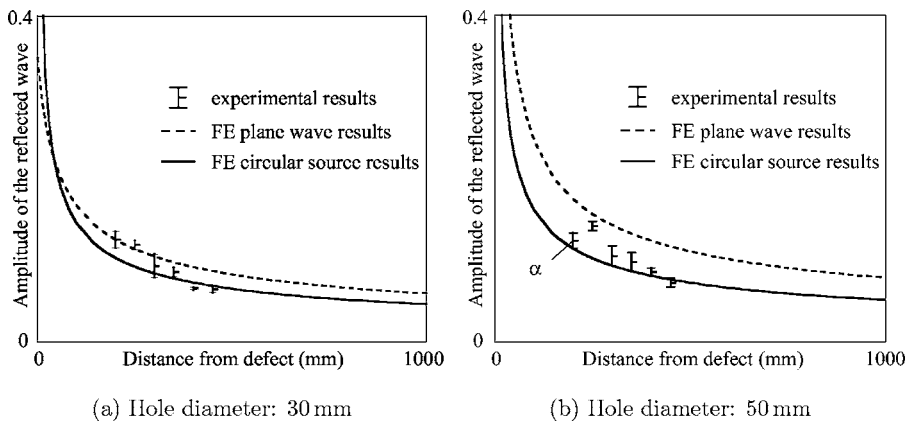 0.4
Amplitude of the reflected wave
experimental results
FE plane wave results
FE circular source results
0
0
Distance from defect (mm)
1000
(a) Hole diameter: 30 mm
0.4
Amplitude of the reflected wave
experimental results
FE plane wave results
FE circular source results
α
0
0
Distance from defect (mm)
1000
(b) Hole diameter: 50 mm